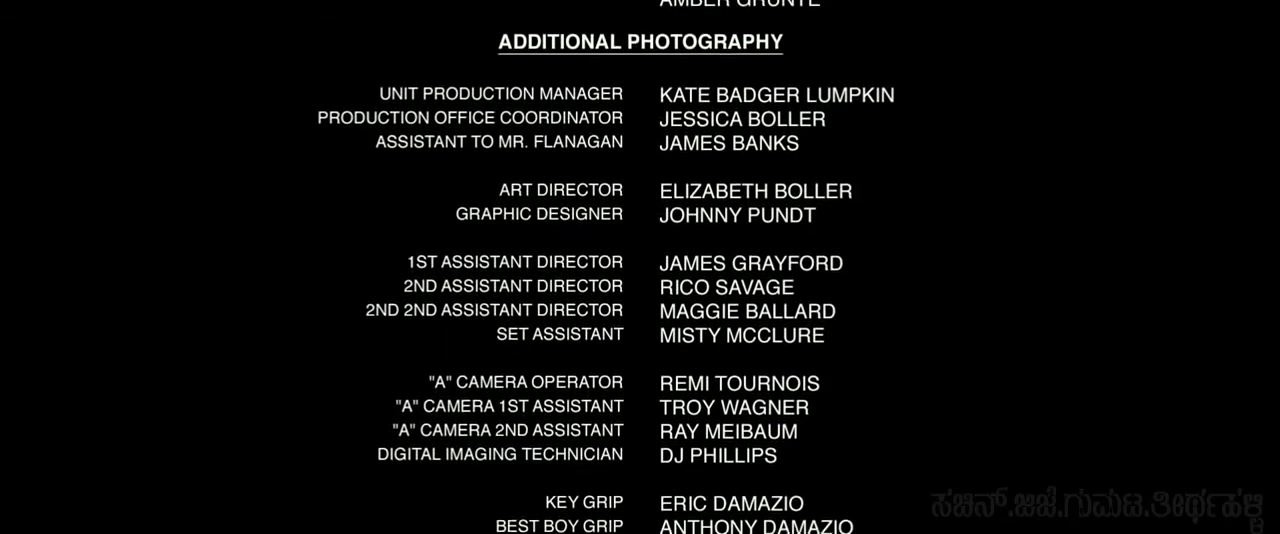 AMBER GRUNTE
ADDITIONAL PHOTOGRAPHY
UNIT PRODUCTION MANAGER KATE BADGER LUMPKIN
PRODUCTION OFFICE COORDINATOR JESSICA BOLLER
ASSISTANT TO MR. FLANAGAN JAMES BANKS
ART DIRECTOR ELIZABETH BOLLER
GRAPHIC DESIGNER JOHNNY PUNDT
1ST ASSISTANT DIRECTOR JAMES GRAYFORD
2ND ASSISTANT DIRECTOR RICO SAVAGE
2ND 2ND ASSISTANT DIRECTOR MAGGIE BALLARD
SET ASSISTANT MISTY MCCLURE
"A" CAMERA OPERATOR REMI TOURNOIS
"A" CAMERA 1ST ASSISTANT TROY WAGNER
"A" CAMERA 2ND ASSISTANT RAY MEIBAUM
DIGITAL IMAGING TECHNICIAN DJ PHILLIPS
KEY GRIP ERIC DAMAZIO
BEST BOY GRIP ANTHONY DAMAZIO
ಸಚಿನ್.ಜಿಜೆ.ಗುಮಟ.ತೀರ್ಥಹಳ್ಳಿ